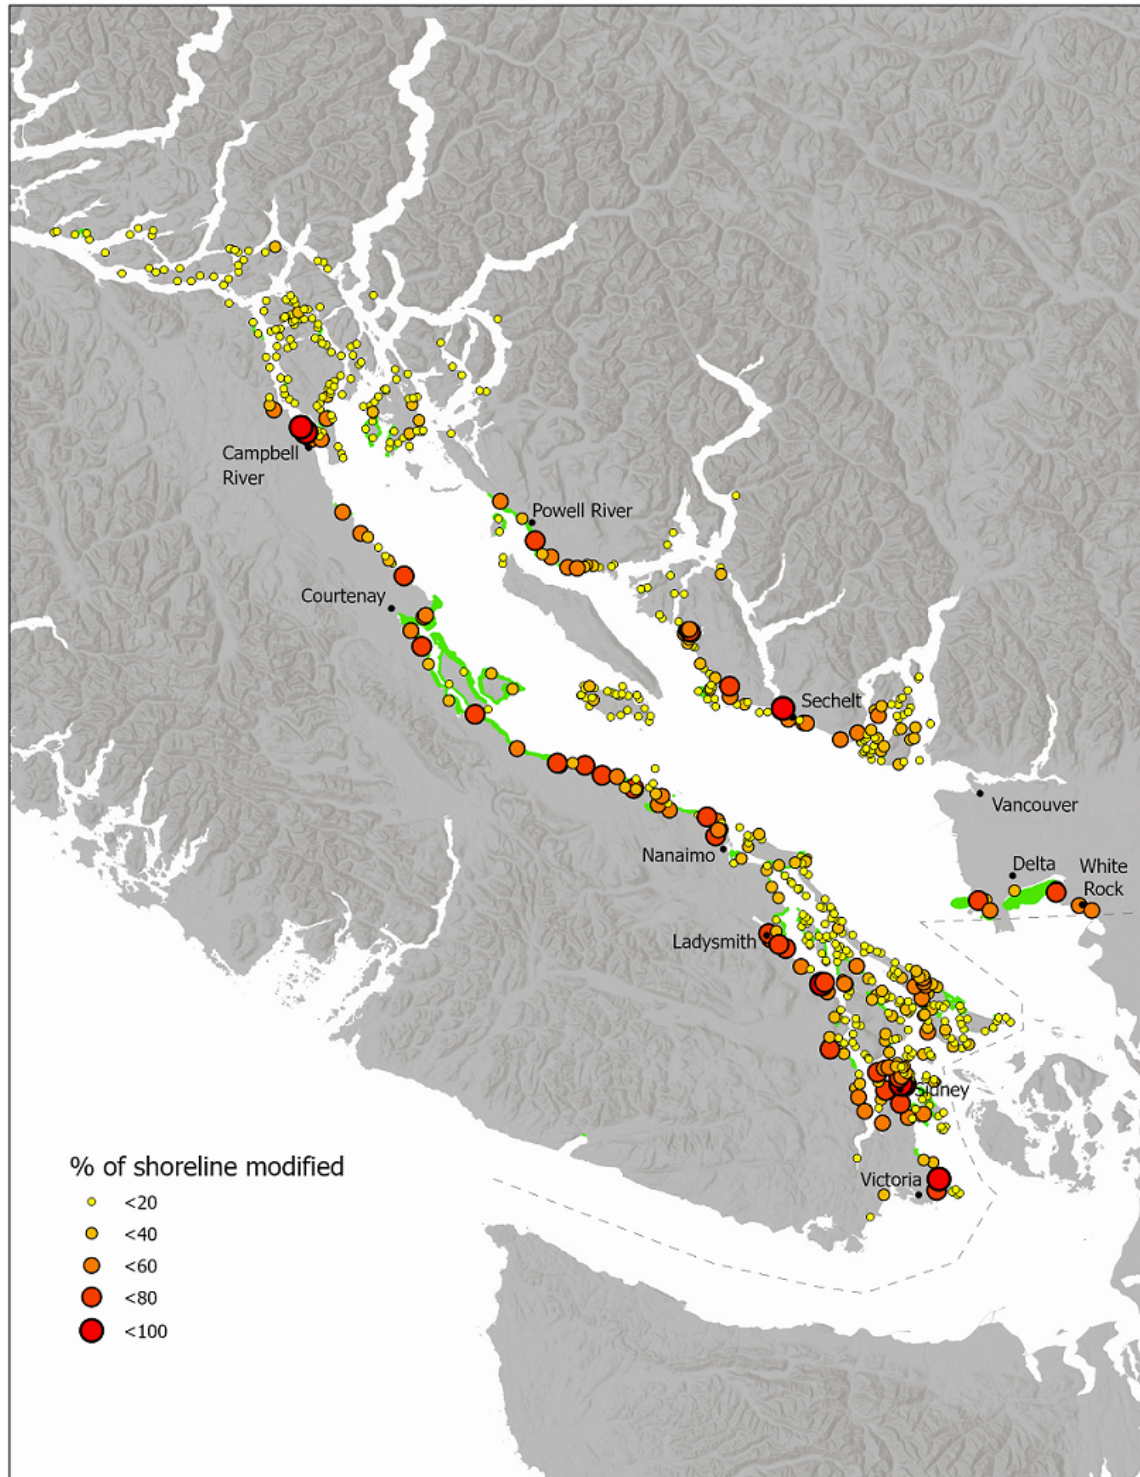 Campbell
River
Powell River
Courtenay
Sechelt
Vancouver
Nanaimo
Delta
White
Rock
Ladysmith
Sidney
Victoria
% of shoreline modified
<20
<40
<60
<80
<100